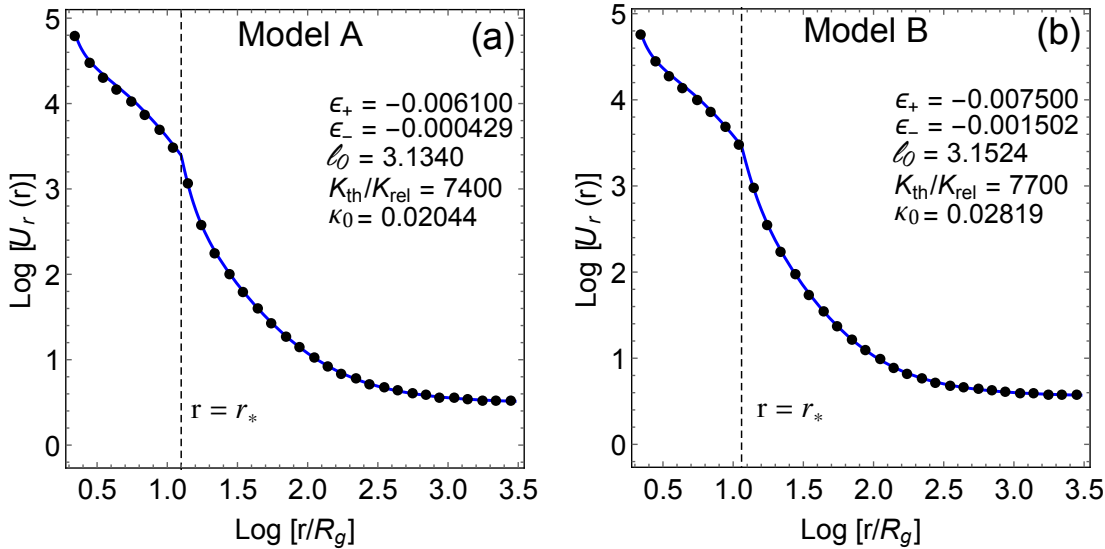 Model A
(a)
ϵ+ = −0.006100
ϵ− = −0.000429
ℓ0 = 3.1340
Kth/Krel = 7400
κ0 = 0.02044
r = r*
Log [Ur (r)]
5
4
3
2
1
0
0.5 1.0 1.5 2.0 2.5 3.0 3.5
Log [r/Rg]
Model B
(b)
ϵ+ = −0.007500
ϵ− = −0.001502
ℓ0 = 3.1524
Kth/Krel = 7700
κ0 = 0.02819
r = r*
Log [Ur (r)]
5
4
3
2
1
0
0.5 1.0 1.5 2.0 2.5 3.0 3.5
Log [r/Rg]